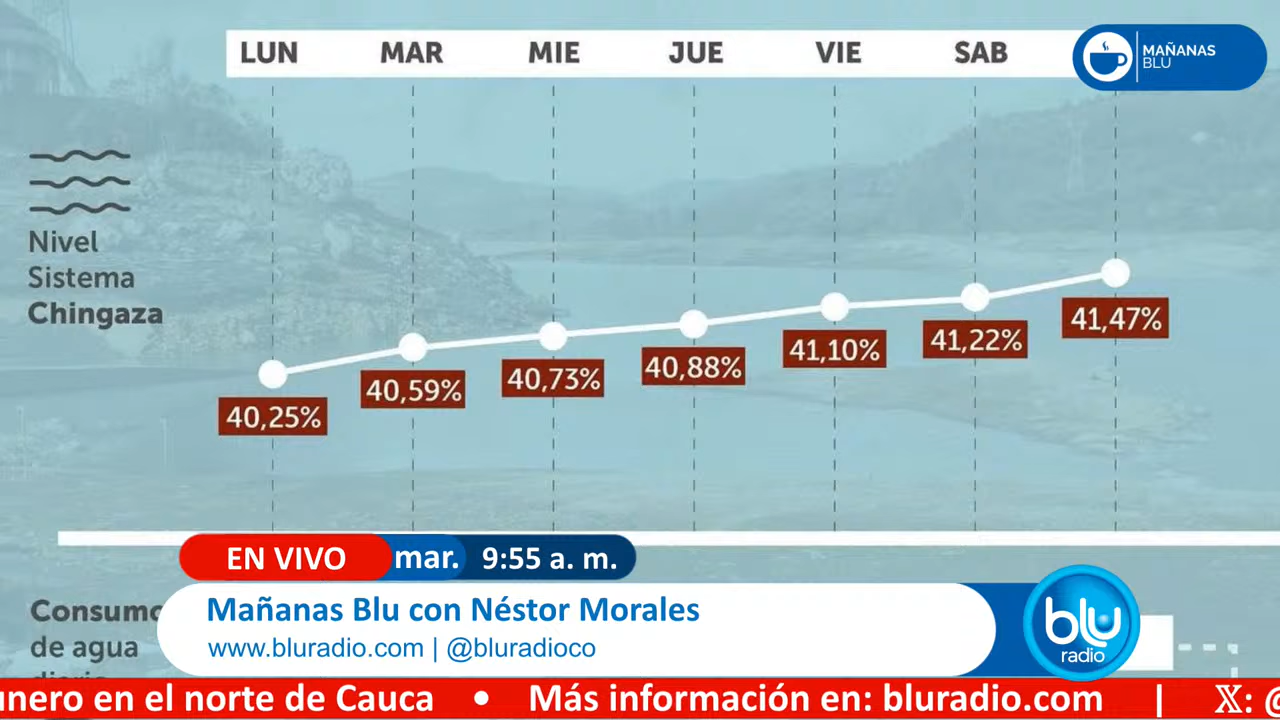 LUN MAR MIE JUE VIE SAB
MAÑANAS
BLU
Nivel
Sistema
Chingaza
40,25% 40,59% 40,73% 40,88% 41,10% 41,22% 41,47%
EN VIVO mar. 9:55 a. m.
Consumo
de agua
Mañanas Blu con Néstor Morales
www.bluradio.com | @bluradioco
blu
radio
en el norte de Cauca • Más información en: bluradio.com | X: @